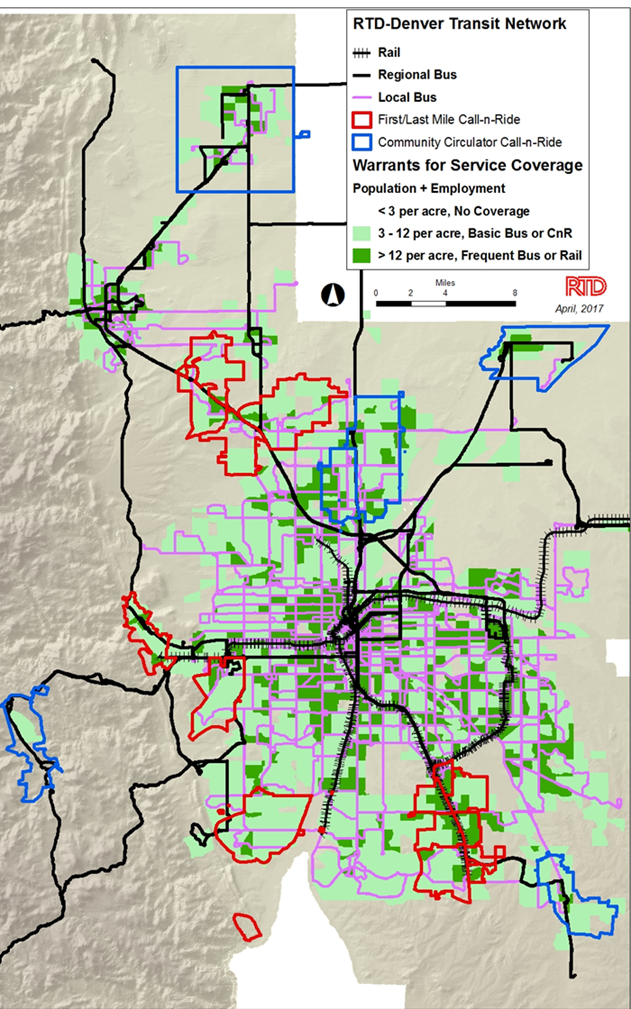 RTD-Denver Transit Network
Rail
Regional Bus
Local Bus
First/Last Mile Call-n-Ride
Community Circulator Call-n-Ride
Warrants for Service Coverage
Population + Employment
< 3 per acre, No Coverage
3 - 12 per acre, Basic Bus or CnR
> 12 per acre, Frequent Bus or Rail
Miles
0 2 4 8
RTD
April, 2017